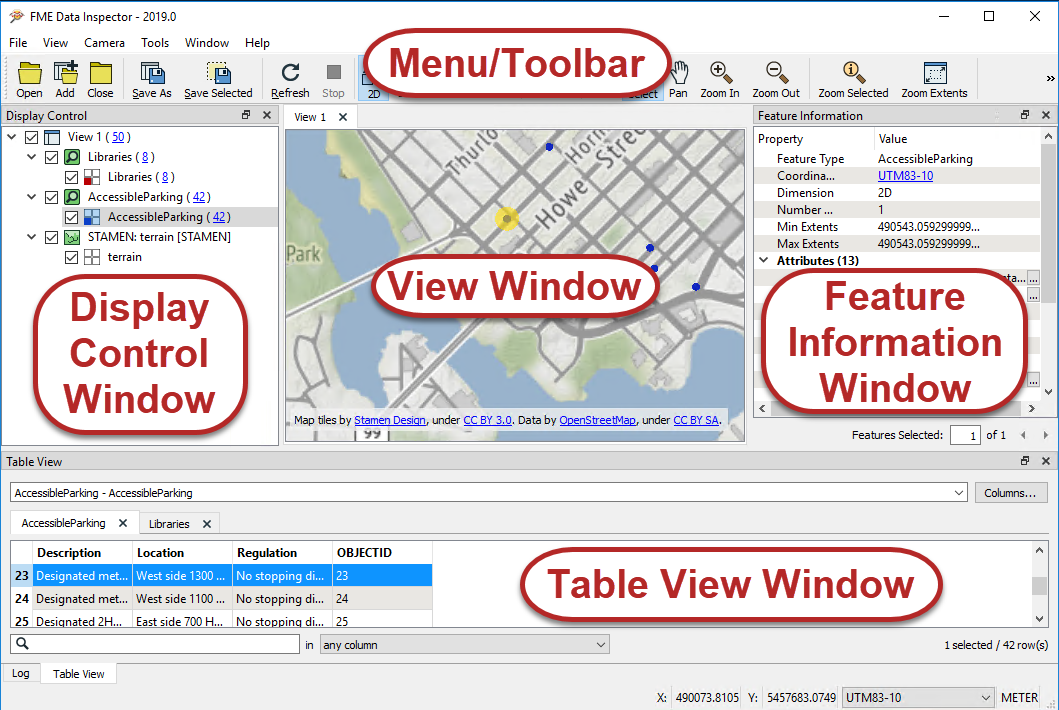 FME Data Inspector - 2019.0
File View Camera Tools Window Help
Open Add Close Save As Save Selected Refresh Stop 2D Select Pan Zoom In Zoom Out Zoom Selected Zoom Extents »
Menu/Toolbar
Display Control
View 1 ( 50 )
Libraries ( 8 )
Libraries ( 8 )
AccessibleParking ( 42 )
AccessibleParking ( 42 )
STAMEN: terrain [STAMEN]
terrain
Display
Control
Window
View 1
Thurlo
Horn
Howe Stree
Park
View Window
99
Map tiles by Stamen Design, under CC BY 3.0. Data by OpenStreetMap, under CC BY SA.
Feature Information
Property Value
Feature Type AccessibleParking
Coordina... UTM83-10
Dimension 2D
Number ... 1
Min Extents 490543.059299999...
Max Extents 490543.059299999...
Attributes (13)
ata... ...
...
...
Feature
Information
Window
Features Selected: 1 of 1
Table View
AccessibleParking - AccessibleParking Columns...
AccessibleParking Libraries
Description Location Regulation OBJECTID
23 Designated met... West side 1300 ... No stopping di... 23
24 Designated met... West side 1100 ... No stopping di... 24
25 Designated 2H... East side 700 H... No stopping di... 25
Table View Window
in any column 1 selected / 42 row(s)
Log Table View
X: 490073.8105 Y: 5457683.0749 UTM83-10 METER